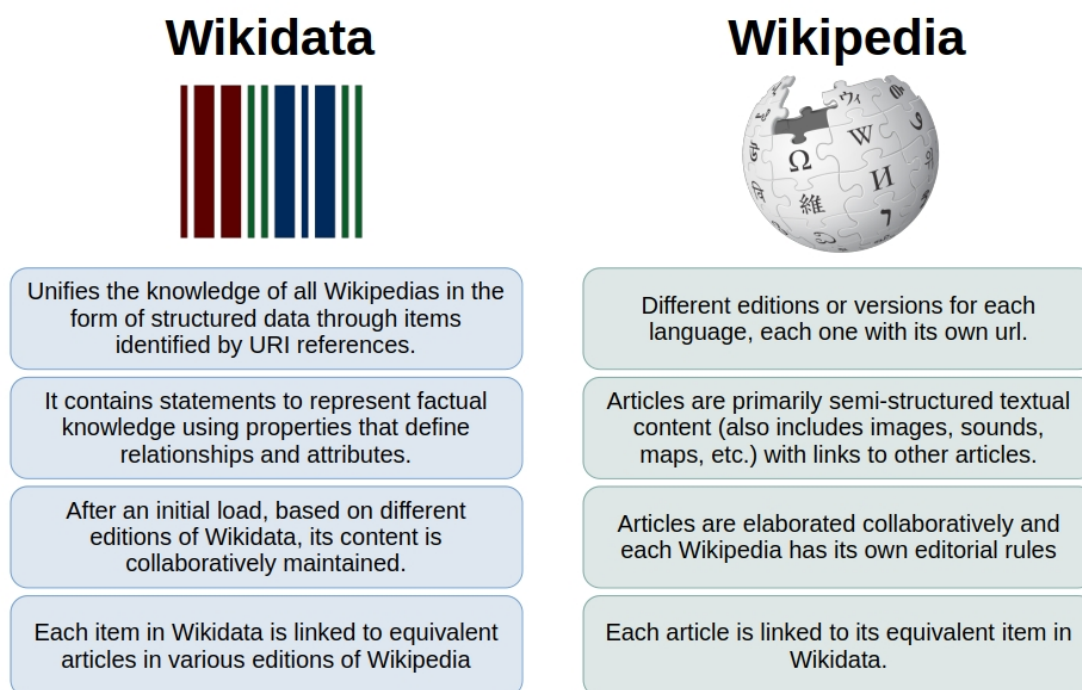 Wikidata
Unifies the knowledge of all Wikipedias in the
form of structured data through items
identified by URI references.
It contains statements to represent factual
knowledge using properties that define
relationships and attributes.
After an initial load, based on different
editions of Wikidata, its content is
collaboratively maintained.
Each item in Wikidata is linked to equivalent
articles in various editions of Wikipedia
Wikipedia
ウィ
W
Ω
И
維
7
Different editions or versions for each
language, each one with its own url.
Articles are primarily semi-structured textual
content (also includes images, sounds,
maps, etc.) with links to other articles.
Articles are elaborated collaboratively and
each Wikipedia has its own editorial rules
Each article is linked to its equivalent item in
Wikidata.